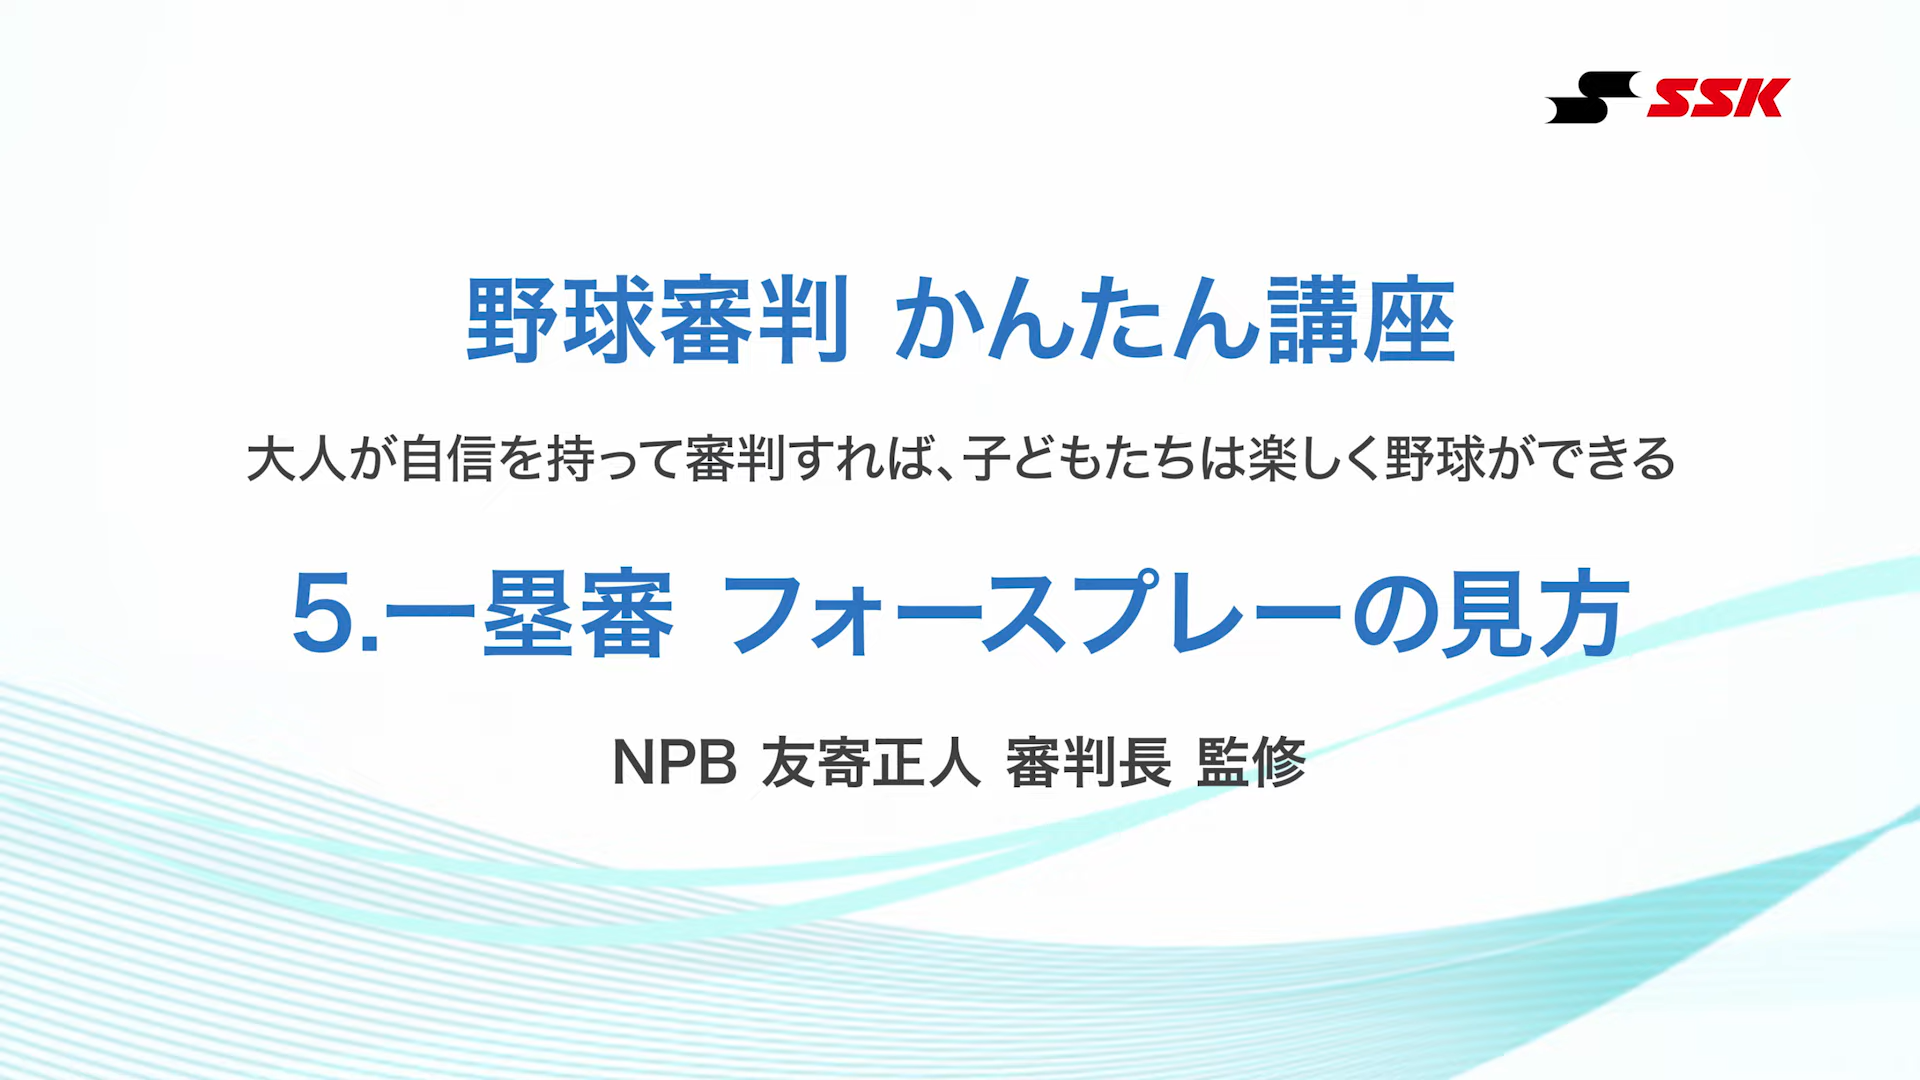 SSK
野球審判 かんたん講座
大人が自信を持って審判すれば、子どもたちは楽しく野球ができる
5.一塁審 フォースプレーの見方
NPB 友寄正人 審判長 監修